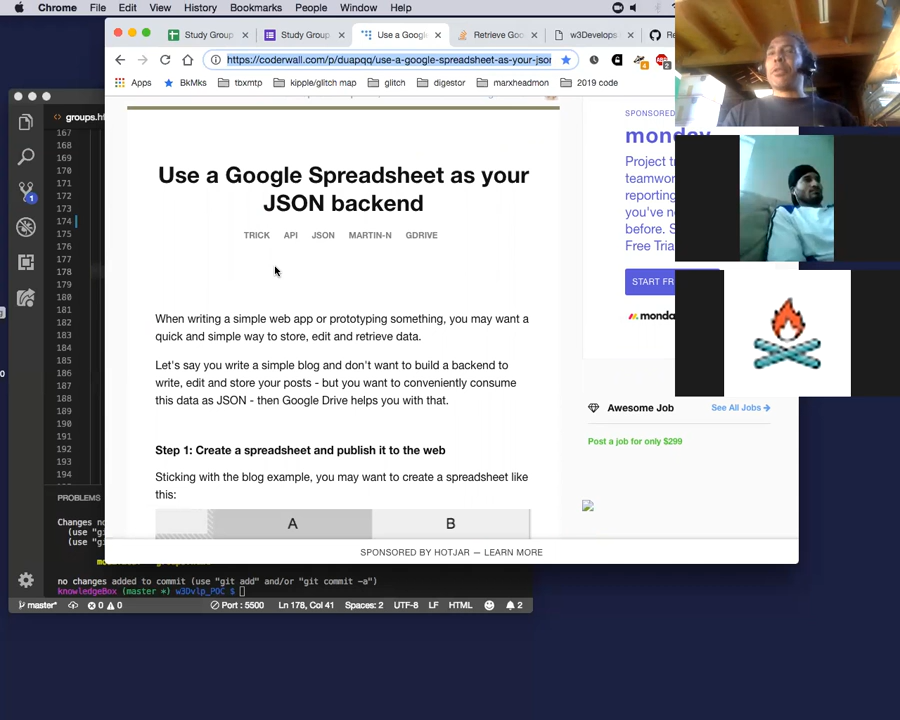 Chrome File Edit View History Bookmarks People Window Help
Study Group
Study Group
Use a Goog
Retrieve Goo
w3Develops
https://coderwall.com/p/duapqq/use-a-google-spreadsheet-as-your-jsor
Apps BkMks tbxmtp kipple/glitch map glitch digestor marxheadmon 2019 code
groups.ht
167
168
169
170
171
172
173
174
175
176
177
178
179
180
181
182
183
184
185
186
187
188
189
190
191
192
193
194
Use a Google Spreadsheet as your
JSON backend
TRICK API JSON MARTIN-N GDRIVE
When writing a simple web app or prototyping something, you may want a
quick and simple way to store, edit and retrieve data.
Let's say you write a simple blog and don't want to build a backend to
write, edit and store your posts - but you want to conveniently consume
this data as JSON - then Google Drive helps you with that.
Step 1: Create a spreadsheet and publish it to the web
Sticking with the blog example, you may want to create a spreadsheet like
this:
A B
SPONSORED BY HOTJAR — LEARN MORE
SPONSORED
monday
Project
teamwor
reporting
you've n
before. S
Free Tria
START FR
monda
Awesome Job See All Jobs
Post a job for only $299
PROBLEMS
Changes no
(use "gi
(use "gi
no changes added to commit (use "git add" and/or "git commit -a")
knowledgeBox (master *) w3Dvlp_POC $
master* 0 0 Port : 5500 Ln 178, Col 41 Spaces: 2 UTF-8 LF HTML 2